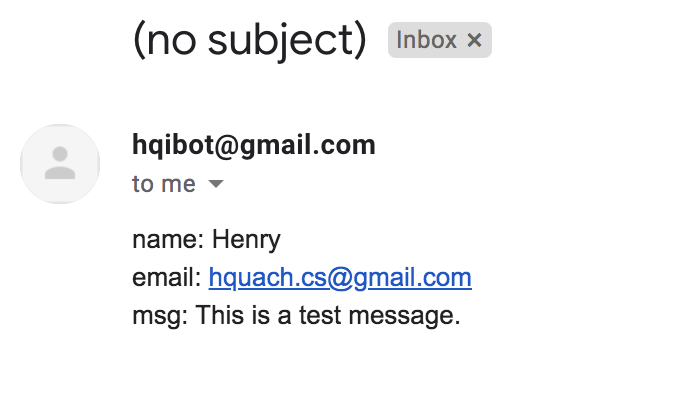 (no subject) Inbox ×
hqibot@gmail.com
to me
name: Henry
email: hquach.cs@gmail.com
msg: This is a test message.